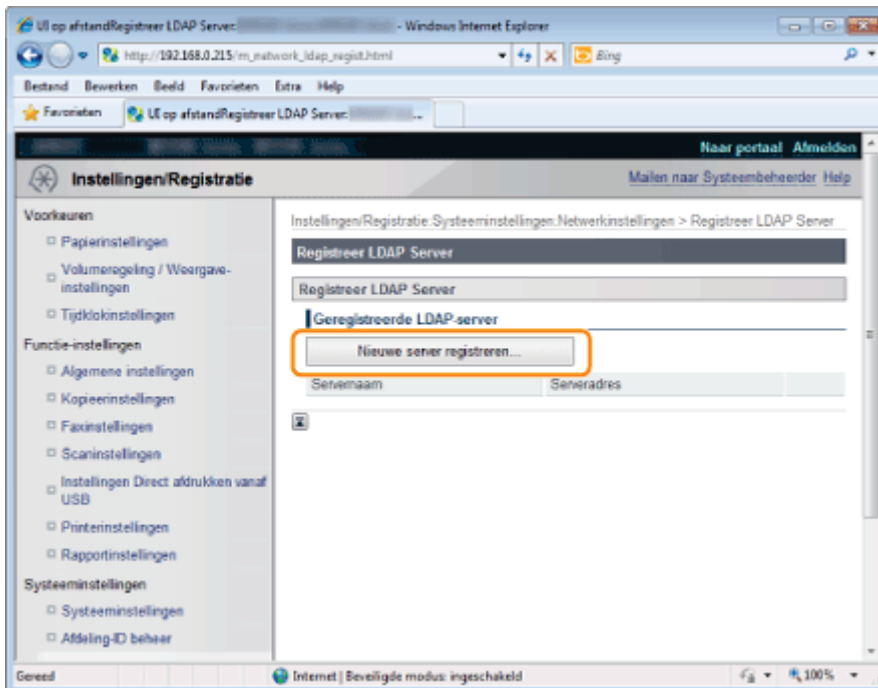 UI op afstandRegistreer LDAP Server: - Windows Internet Explorer
http://192.168.0.215/m_network_ldap_regist.html
Bing
Bestand Bewerken Beeld Favorieten Extra Help
Favorieten UI op afstandRegistreer LDAP Server: ...
Naar portaal Afmelden
Instellingen/Registratie
Mailen naar Systeembeheerder Help
Voorkeuren
Papierinstellingen
Volumeregeling / Weergave-
instellingen
Tijdklokinstellingen
Functie-instellingen
Algemene instellingen
Kopieerinstellingen
Faxinstellingen
Scaninstellingen
Instellingen Direct afdrukken vanaf
USB
Printerinstellingen
Rapportinstellingen
Systeeminstellingen
Systeeminstellingen
Afdeling-ID beheer
Instellingen/Registratie:Systeeminstellingen:Netwerkinstellingen > Registreer LDAP Server
Registreer LDAP Server
Registreer LDAP Server
Geregistreerde LDAP-server
Nieuwe server registreren...
Servernaam Serveradres
Gereed Internet | Beveiligde modus: ingeschakeld 100%